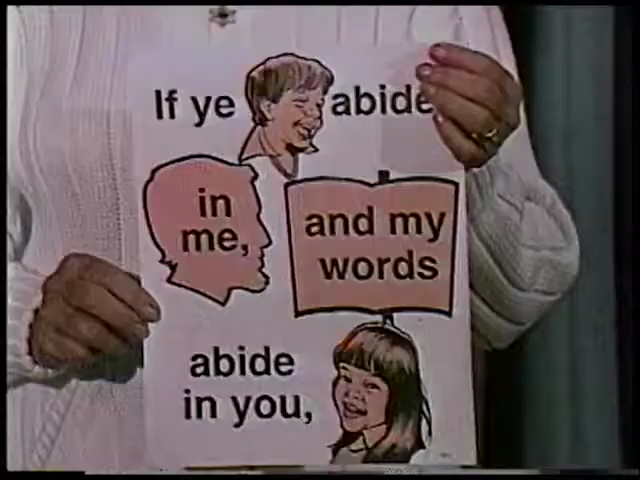 If ye abide
in
me,
and my
words
abide
in you,